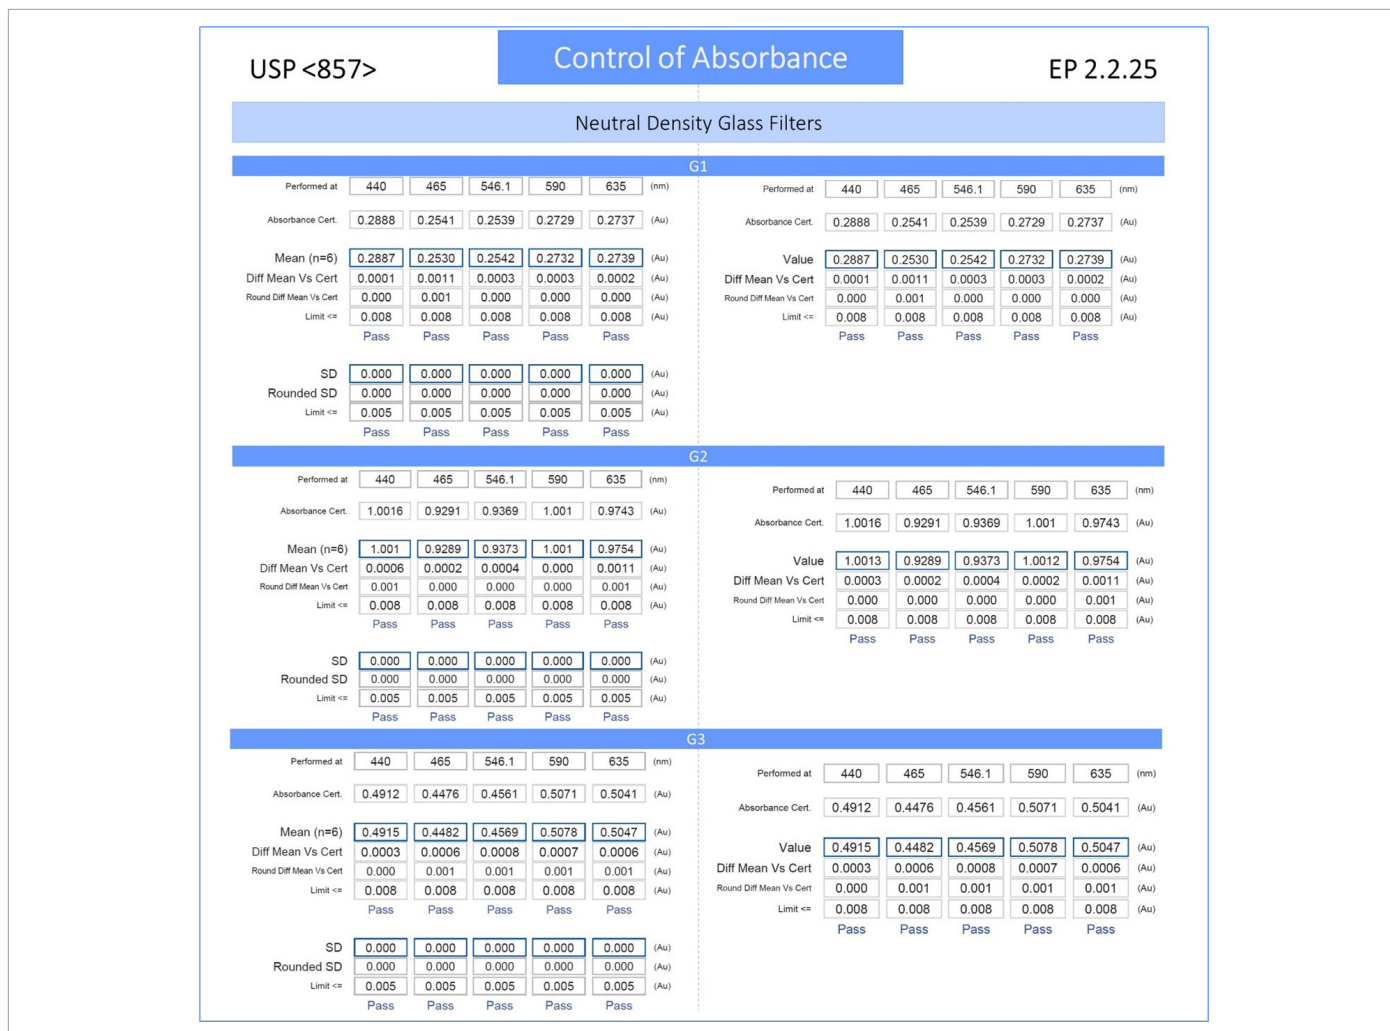 USP <857>
Control of Absorbance
EP 2.2.25
Neutral Density Glass Filters
G1
Performed at 440 465 546.1 590 635 (nm)
Absorbance Cert. 0.2888 0.2541 0.2539 0.2729 0.2737 (Au)
Mean (n=6) 0.2887 0.2530 0.2542 0.2732 0.2739 (Au)
Diff Mean Vs Cert 0.0001 0.0011 0.0003 0.0003 0.0002 (Au)
Round Diff Mean Vs Cert 0.000 0.001 0.000 0.000 0.000 (Au)
Limit <= 0.008 0.008 0.008 0.008 0.008 (Au)
Pass Pass Pass Pass Pass
SD 0.000 0.000 0.000 0.000 0.000 (Au)
Rounded SD 0.000 0.000 0.000 0.000 0.000 (Au)
Limit <= 0.005 0.005 0.005 0.005 0.005 (Au)
Pass Pass Pass Pass Pass
Performed at 440 465 546.1 590 635 (nm)
Absorbance Cert. 0.2888 0.2541 0.2539 0.2729 0.2737 (Au)
Value 0.2887 0.2530 0.2542 0.2732 0.2739 (Au)
Diff Mean Vs Cert 0.0001 0.0011 0.0003 0.0003 0.0002 (Au)
Round Diff Mean Vs Cert 0.000 0.001 0.000 0.000 0.000 (Au)
Limit <= 0.008 0.008 0.008 0.008 0.008 (Au)
Pass Pass Pass Pass Pass
G2
Performed at 440 465 546.1 590 635 (nm)
Absorbance Cert. 1.0016 0.9291 0.9369 1.001 0.9743 (Au)
Mean (n=6) 1.001 0.9289 0.9373 1.001 0.9754 (Au)
Diff Mean Vs Cert 0.0006 0.0002 0.0004 0.000 0.0011 (Au)
Round Diff Mean Vs Cert 0.001 0.000 0.000 0.000 0.001 (Au)
Limit <= 0.008 0.008 0.008 0.008 0.008 (Au)
Pass Pass Pass Pass Pass
SD 0.000 0.000 0.000 0.000 0.000 (Au)
Rounded SD 0.000 0.000 0.000 0.000 0.000 (Au)
Limit <= 0.005 0.005 0.005 0.005 0.005 (Au)
Pass Pass Pass Pass Pass
Performed at 440 465 546.1 590 635 (nm)
Absorbance Cert. 1.0016 0.9291 0.9369 1.001 0.9743 (Au)
Value 1.0013 0.9289 0.9373 1.0012 0.9754 (Au)
Diff Mean Vs Cert 0.0003 0.0002 0.0004 0.0002 0.0011 (Au)
Round Diff Mean Vs Cert 0.000 0.000 0.000 0.000 0.001 (Au)
Limit <= 0.008 0.008 0.008 0.008 0.008 (Au)
Pass Pass Pass Pass Pass
G3
Performed at 440 465 546.1 590 635 (nm)
Absorbance Cert. 0.4912 0.4476 0.4561 0.5071 0.5041 (Au)
Mean (n=6) 0.4915 0.4482 0.4569 0.5078 0.5047 (Au)
Diff Mean Vs Cert 0.0003 0.0006 0.0008 0.0007 0.0006 (Au)
Round Diff Mean Vs Cert 0.000 0.001 0.001 0.001 0.001 (Au)
Limit <= 0.008 0.008 0.008 0.008 0.008 (Au)
Pass Pass Pass Pass Pass
SD 0.000 0.000 0.000 0.000 0.000 (Au)
Rounded SD 0.000 0.000 0.000 0.000 0.000 (Au)
Limit <= 0.005 0.005 0.005 0.005 0.005 (Au)
Pass Pass Pass Pass Pass
Performed at 440 465 546.1 590 635 (nm)
Absorbance Cert. 0.4912 0.4476 0.4561 0.5071 0.5041 (Au)
Value 0.4915 0.4482 0.4569 0.5078 0.5047 (Au)
Diff Mean Vs Cert 0.0003 0.0006 0.0008 0.0007 0.0006 (Au)
Round Diff Mean Vs Cert 0.000 0.001 0.001 0.001 0.001 (Au)
Limit <= 0.008 0.008 0.008 0.008 0.008 (Au)
Pass Pass Pass Pass Pass